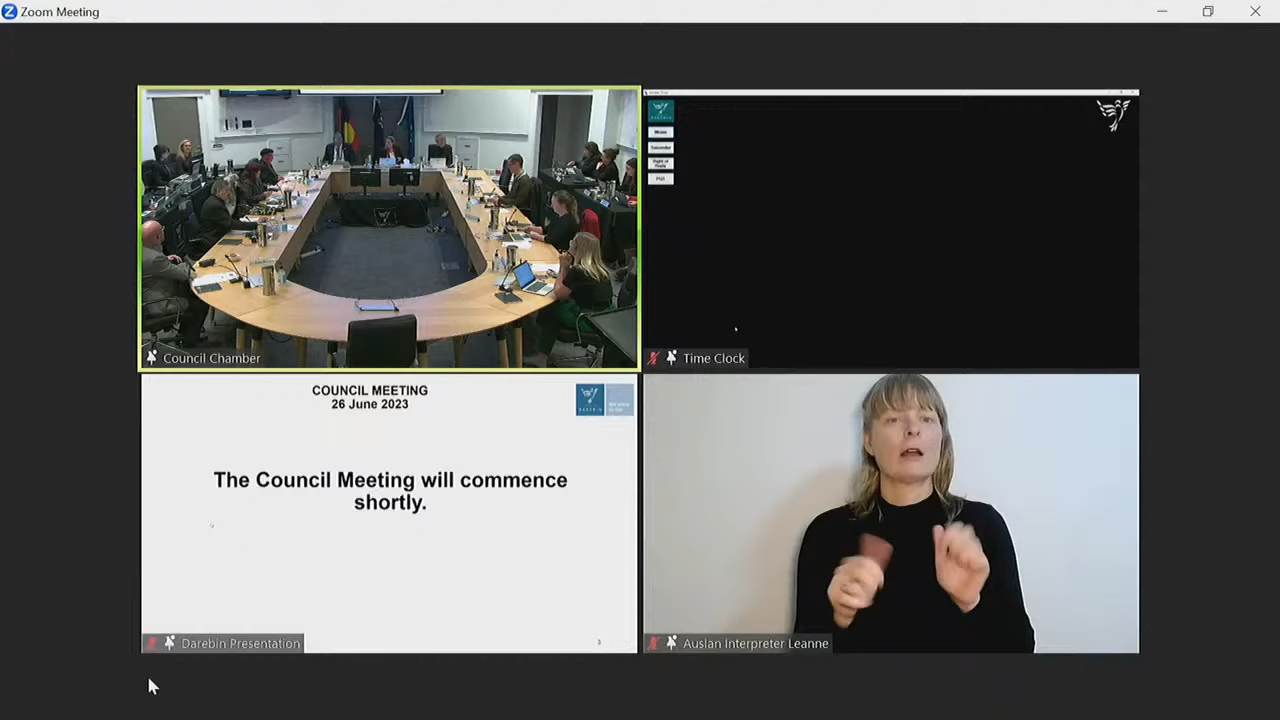 Zoom Meeting
Council Chamber
Time Clock
COUNCIL MEETING
26 June 2023
The Council Meeting will commence
shortly.
3
Darebin Presentation
Auslan Interpreter Leanne